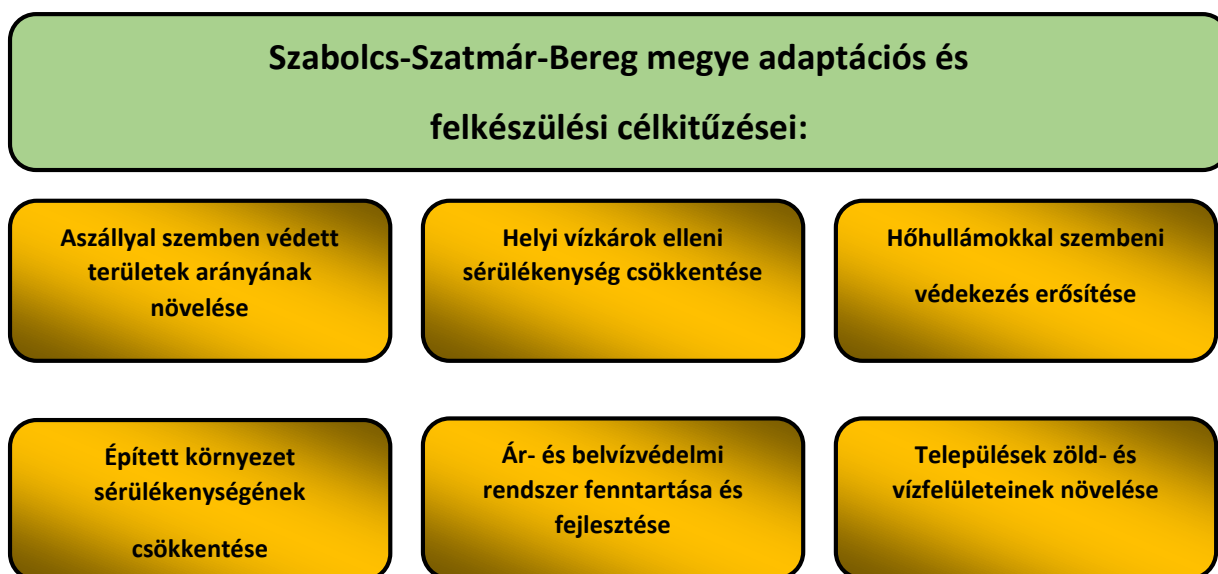 Szabolcs-Szatmár-Bereg megye adaptációs és
felkészülési célkitűzései:
Aszállyal szemben védett
területek arányának
növelése
Helyi vízkárok elleni
sérülékenység csökkentése
Hőhullámokkal szembeni
védekezés erősítése
Épített környezet
sérülékenységének
csökkentése
Ár- és belvízvédelmi
rendszer fenntartása és
fejlesztése
Települések zöld- és
vízfelületeinek növelése